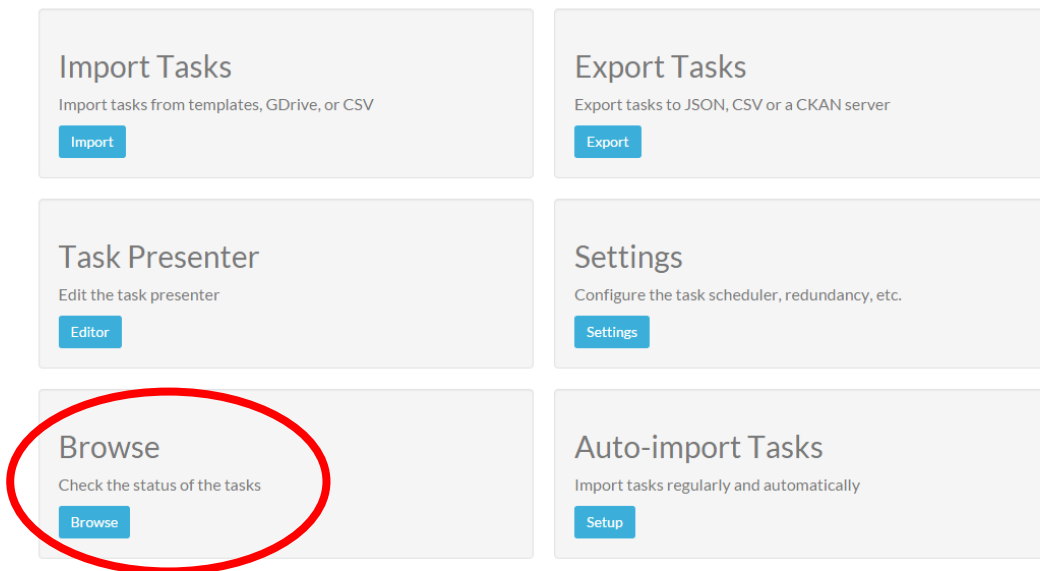 Import Tasks
Import tasks from templates, GDrive, or CSV
Import
Export Tasks
Export tasks to JSON, CSV or a CKAN server
Export
Task Presenter
Edit the task presenter
Editor
Settings
Configure the task scheduler, redundancy, etc.
Settings
Browse
Check the status of the tasks
Browse
Auto-import Tasks
Import tasks regularly and automatically
Setup